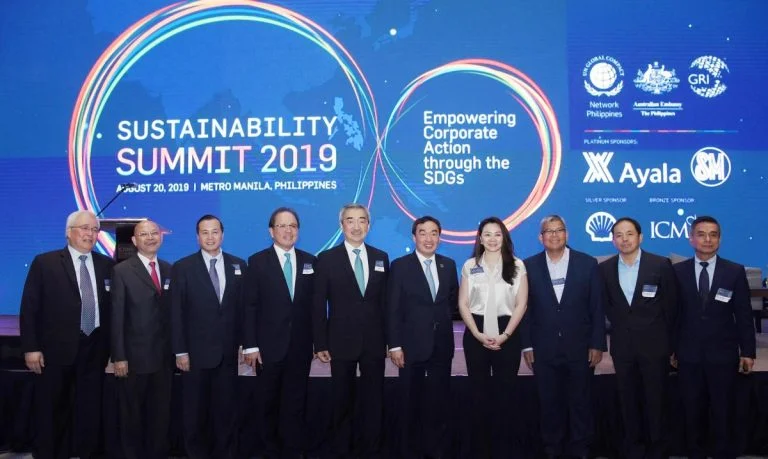 SUSTAINABILITY
SUMMIT 2019
AUGUST 20, 2019 | METRO MANILA, PHILIPPINES
Empowering
Corporate
Action
through the
SDGs
UN GLOBAL COMPACT
Network
Philippines
Australian Embassy
The Philippines
GRI
PLATINUM SPONSORS:
Ayala
SM
SILVER SPONSOR
BRONZE SPONSOR
ICMS